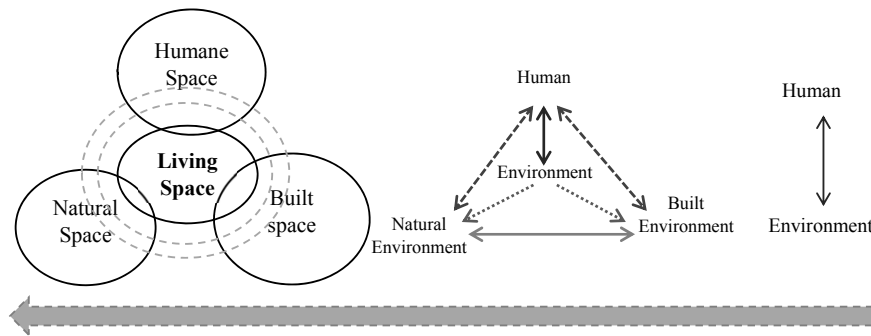 Humane
Space
Living
Space
Natural
Space
Built
space
Human
Environment
Natural
Environment
Built
Environment
Human
Environment